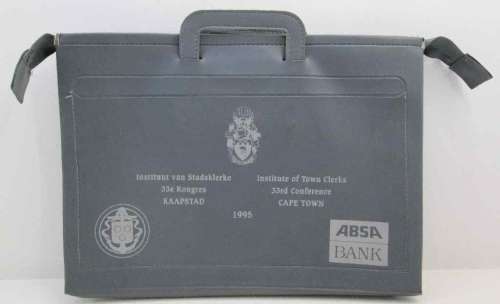 Instituut van Stadsklerke
33e Kongres
KAAPSTAD
Institute of Town Clerks
33rd Conference
CAPE TOWN
1995
ABSA
BANK